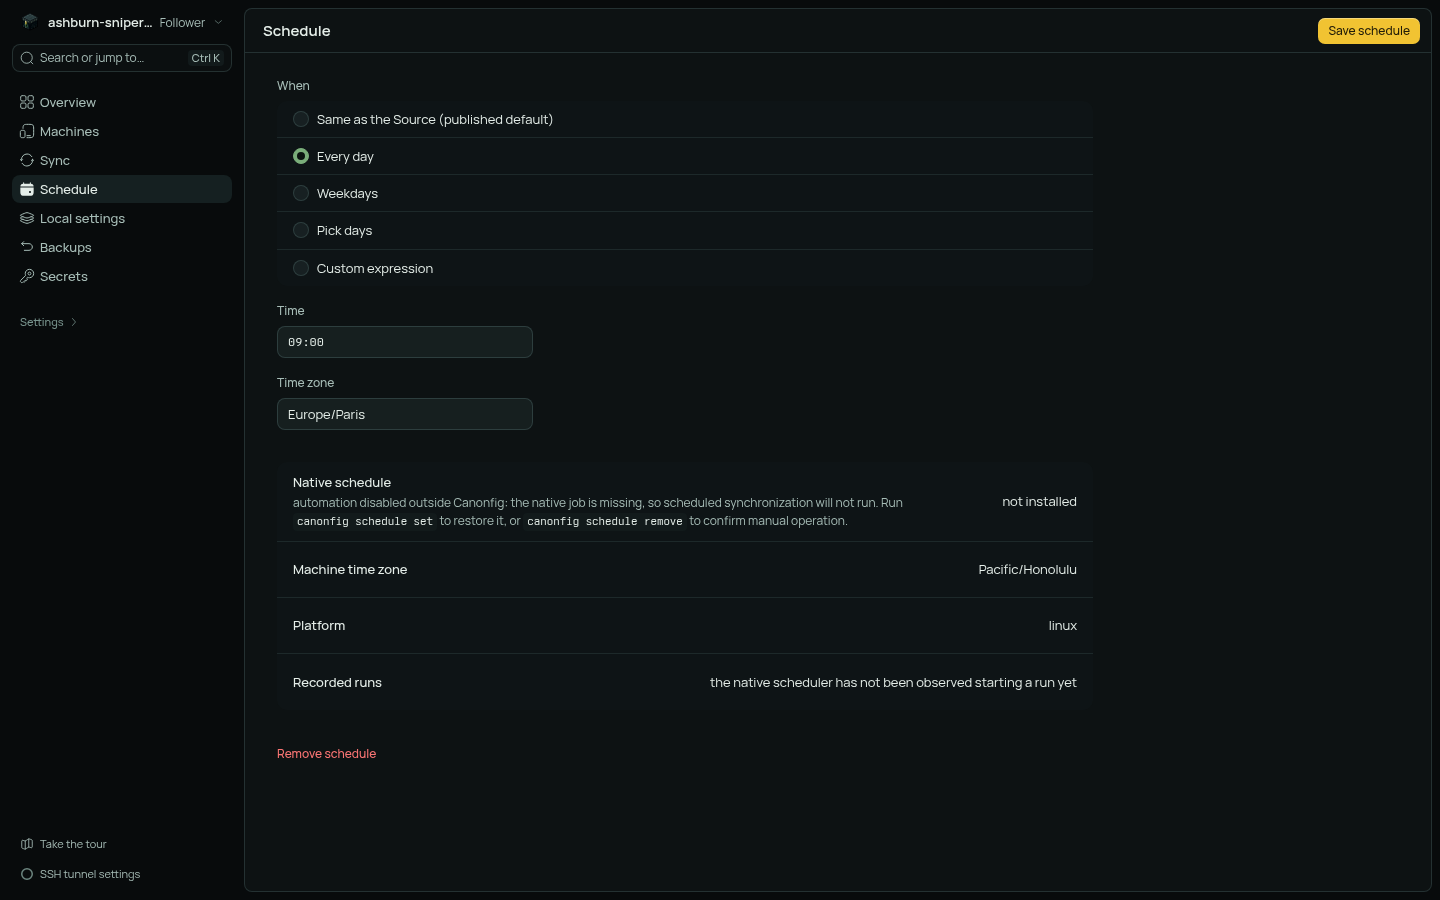 ashburn-sniper... Follower
Search or jump to... Ctrl K
Overview
Machines
Sync
Schedule
Local settings
Backups
Secrets
Settings
Take the tour
SSH tunnel settings
Schedule
Save schedule
When
Same as the Source (published default)
Every day
Weekdays
Pick days
Custom expression
Time
09:00
Time zone
Europe/Paris
Native schedule
automation disabled outside Canonfig: the native job is missing, so scheduled synchronization will not run. Run
canonfig schedule set to restore it, or canonfig schedule remove to confirm manual operation.
not installed
Machine time zone
Pacific/Honolulu
Platform
linux
Recorded runs
the native scheduler has not been observed starting a run yet
Remove schedule